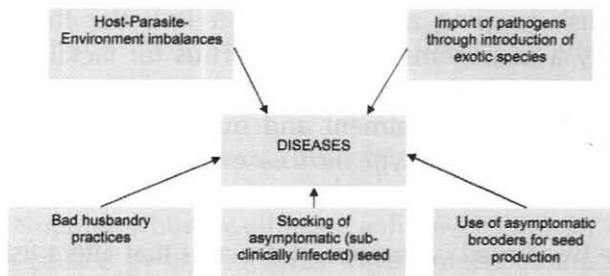 Host-Parasite-
Environment imbalances
Import of pathogens
through introduction of
exotic species
DISEASES
Bad husbandry
practices
Stocking of
asymptomatic (sub-
clinically infected) seed
Use of asymptomatic
brooders for seed
production